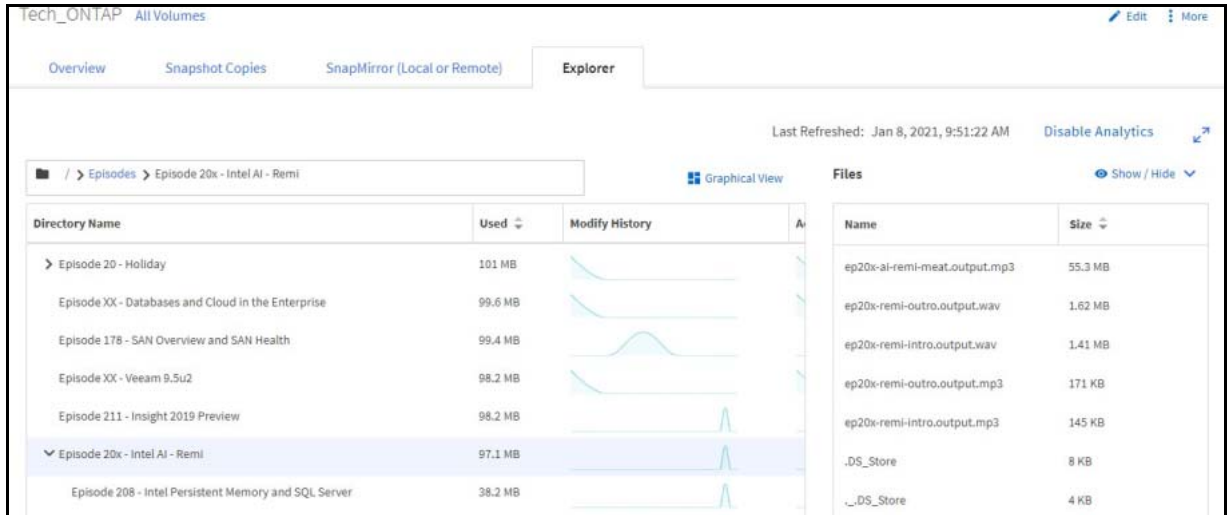 Tech_ONTAP All Volumes
Edit More
Overview Snapshot Copies SnapMirror (Local or Remote) Explorer
Last Refreshed: Jan 8, 2021, 9:51:22 AM Disable Analytics
/ > Episodes > Episode 20x - Intel AI - Remi
Graphical View
Files
Show / Hide
Directory Name Used Modify History
Name Size
Episode 20 - Holiday 101 MB
Episode XX - Databases and Cloud in the Enterprise 99.6 MB
Episode 178 - SAN Overview and SAN Health 99.4 MB
Episode XX - Veeam 9.5u2 98.2 MB
Episode 211 - Insight 2019 Preview 98.2 MB
Episode 20x - Intel AI - Remi 97.1 MB
Episode 208 - Intel Persistent Memory and SQL Server 38.2 MB
ep20x-ai-remi-meat.output.mp3 55.3 MB
ep20x-remi-outro.output.wav 1.62 MB
ep20x-remi-intro.output.wav 1.41 MB
ep20x-remi-outro.output.mp3 171 KB
ep20x-remi-intro.output.mp3 145 KB
.DS_Store 8 KB
._.DS_Store 4 KB